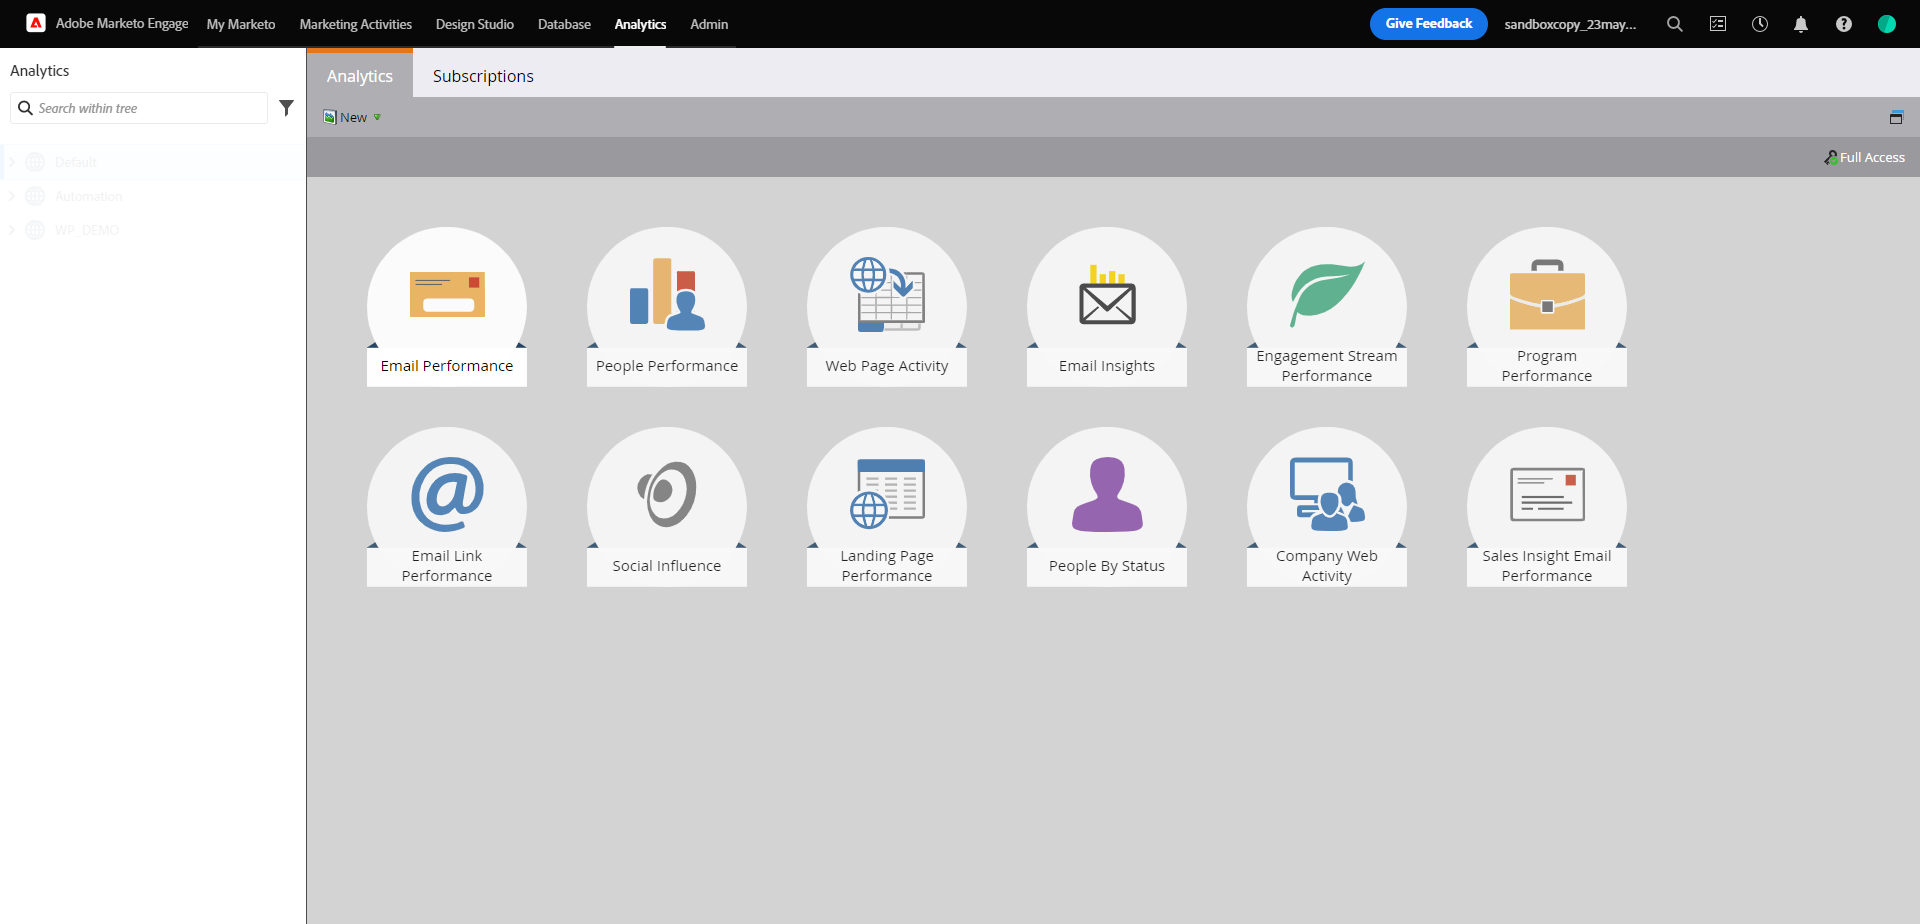 Adobe Marketo Engage
My Marketo
Marketing Activities
Design Studio
Database
Analytics
Admin
Give Feedback
sandboxcopy_23may...
Analytics
Search within tree
Default
Automation
WP_DEMO
Analytics
Subscriptions
New
Full Access
Email Performance
People Performance
Web Page Activity
Email Insights
Engagement Stream
Performance
Program
Performance
Email Link
Performance
Social Influence
Landing Page
Performance
People By Status
Company Web
Activity
Sales Insight Email
Performance